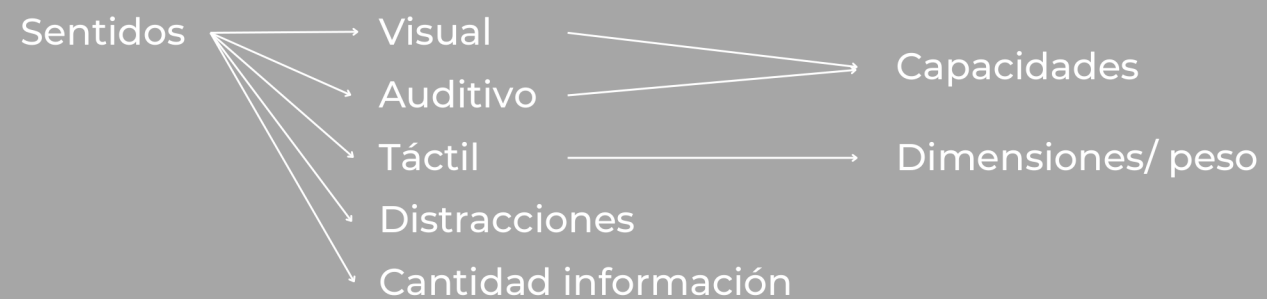 Sentidos
Visual
Auditivo
Táctil
Distracciones
Cantidad información
Capacidades
Dimensiones/ peso